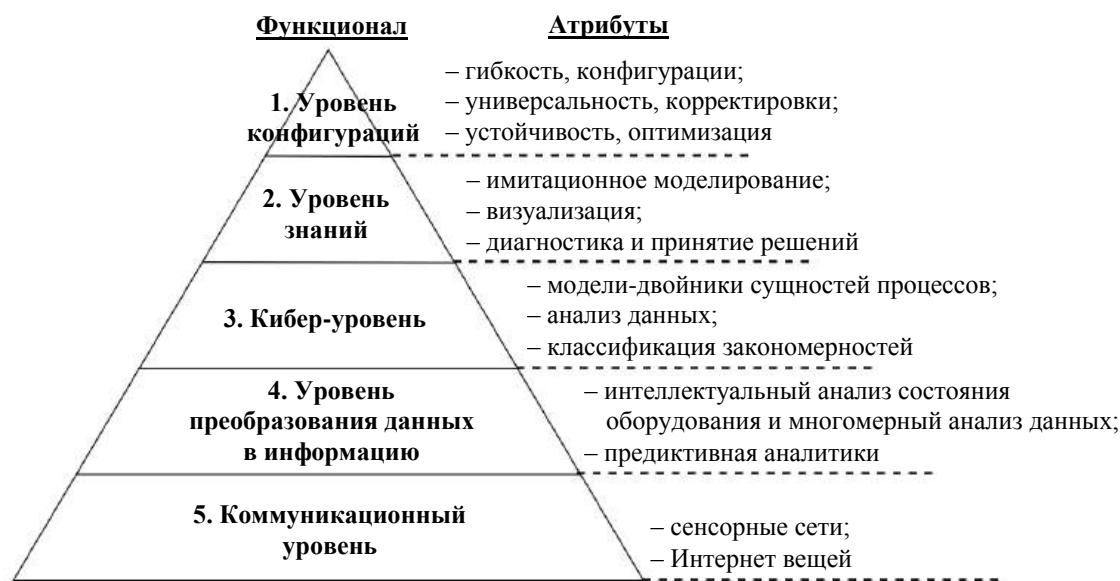 Функционал
Атрибуты
1. Уровень
конфигураций
– гибкость, конфигурации;
– универсальность, корректировки;
– устойчивость, оптимизация
2. Уровень
знаний
– имитационное моделирование;
– визуализация;
– диагностика и принятие решений
3. Кибер-уровень
– модели-двойники сущностей процессов;
– анализ данных;
– классификация закономерностей
4. Уровень
преобразования данных
в информацию
– интеллектуальный анализ состояния
оборудования и многомерный анализ данных;
– предиктивная аналитики
5. Коммуникационный
уровень
– сенсорные сети;
– Интернет вещей